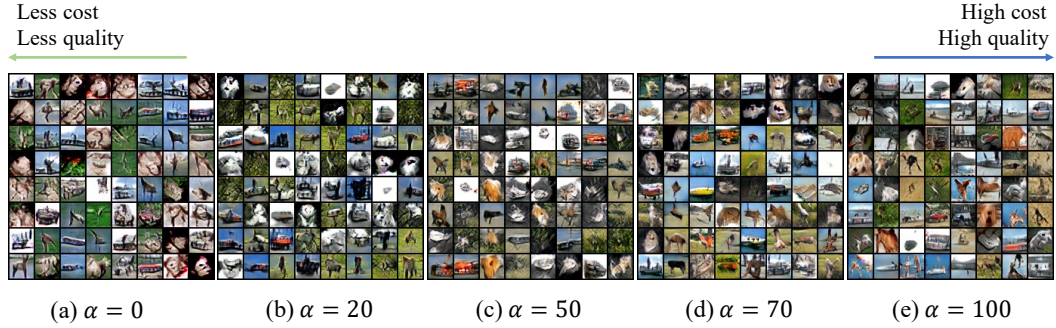 Less cost
Less quality
High cost
High quality
(a) α = 0
(b) α = 20
(c) α = 50
(d) α = 70
(e) α = 100